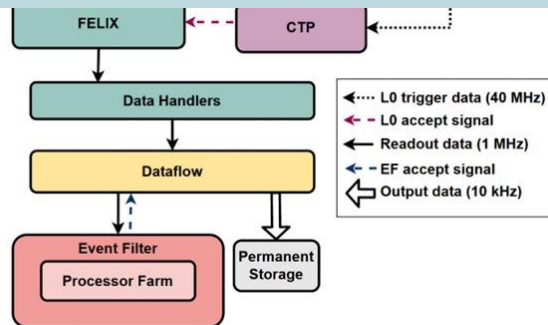 FELIX
CTP
Data Handlers
Dataflow
Event Filter
Processor Farm
Permanent
Storage
L0 trigger data (40 MHz)
L0 accept signal
Readout data (1 MHz)
EF accept signal
Output data (10 kHz)